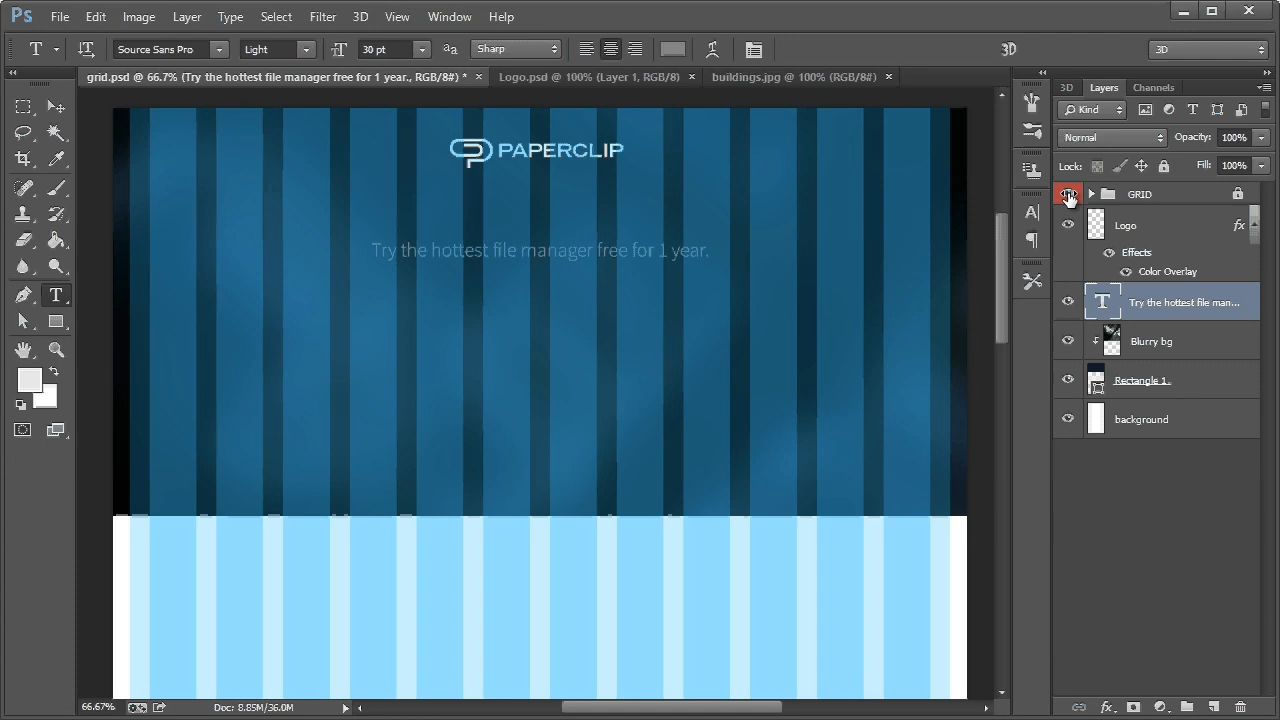 Ps File Edit Image Layer Type Select Filter 3D View Window Help
T Source Sans Pro Light 30 pt Sharp 3D 3D
grid.psd @ 66.7% (Try the hottest file manager free for 1 year., RGB/8#) * Logo.psd @ 100% (Layer 1, RGB/8) buildings.jpg @ 100% (RGB/8#)
3D Layers Channels
Kind
Normal Opacity: 100%
Lock: Fill: 100%
GRID
Logo fx
Effects
Color Overlay
Try the hottest file man...
Blurry bg
Rectangle 1
background
PAPERCLIP
Try the hottest file manager free for 1 year.
66.67% Doc: 8.85M/36.0M